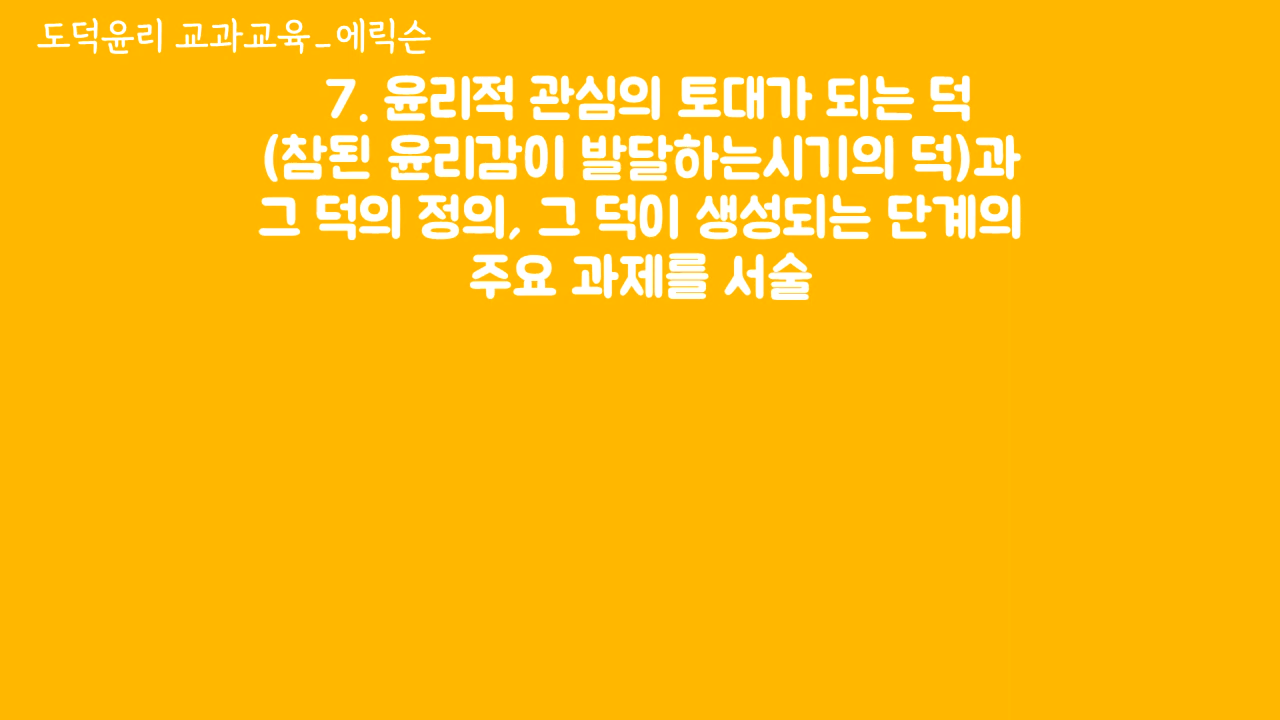 도덕윤리 교과교육_에릭슨
7. 윤리적 관심의 토대가 되는 덕
(참된 윤리감이 발달하는시기의 덕)과
그 덕의 정의, 그 덕이 생성되는 단계의
주요 과제를 서술